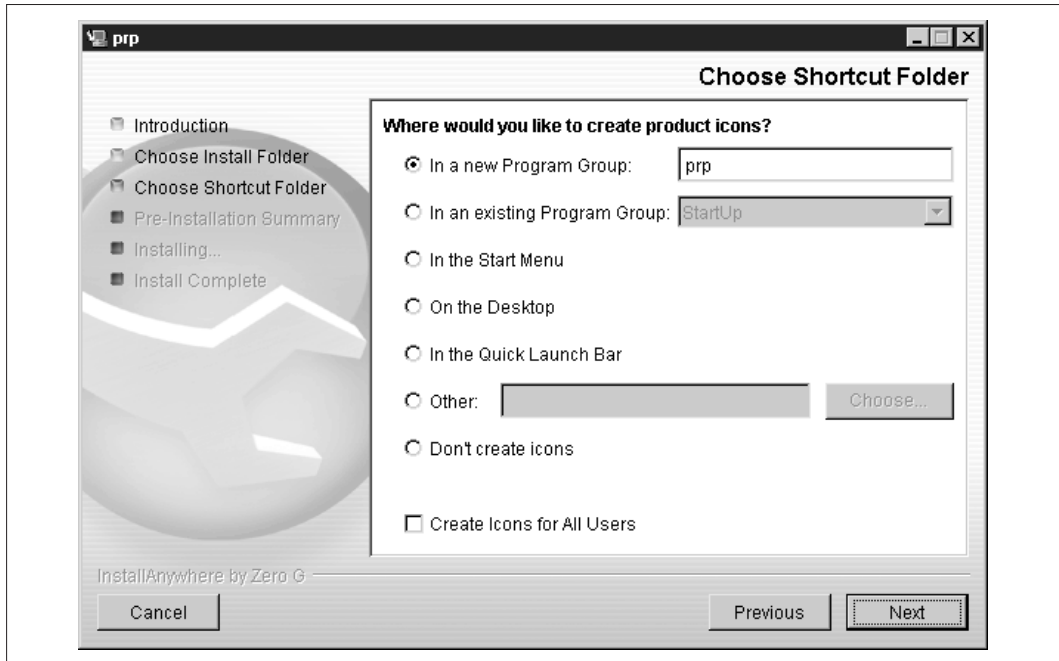 prp
Choose Shortcut Folder
Introduction
Choose Install Folder
Choose Shortcut Folder
Pre-Installation Summary
Installing...
Install Complete
Where would you like to create product icons?
In a new Program Group: prp
In an existing Program Group: StartUp
In the Start Menu
On the Desktop
In the Quick Launch Bar
Other: Choose...
Don't create icons
Create Icons for All Users
InstallAnywhere by Zero G
Cancel Previous Next